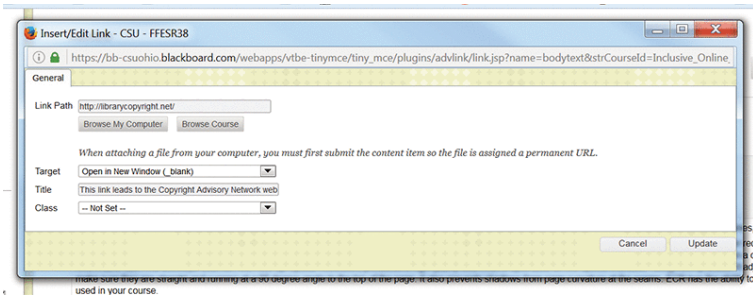 Insert/Edit Link - CSU - FFESR38
https://bb-csuohio.blackboard.com/webapps/vtbe-tinymce/tiny_mce/plugins/advlink/link.jsp?name=bodytext&strCourseId=Inclusive_Online_
General
Link Path http://librarycopyright.net/
Browse My Computer Browse Course
When attaching a file from your computer, you must first submit the content item so the file is assigned a permanent URL.
Target Open in New Window (_blank)
Title This link leads to the Copyright Advisory Network web
Class -- Not Set --
Cancel Update
make sure they are straight and running at a 90 degree angle to the top of the page. It also prevents shadows from page curvature at the seams. ECR has the ability to
used in your course.